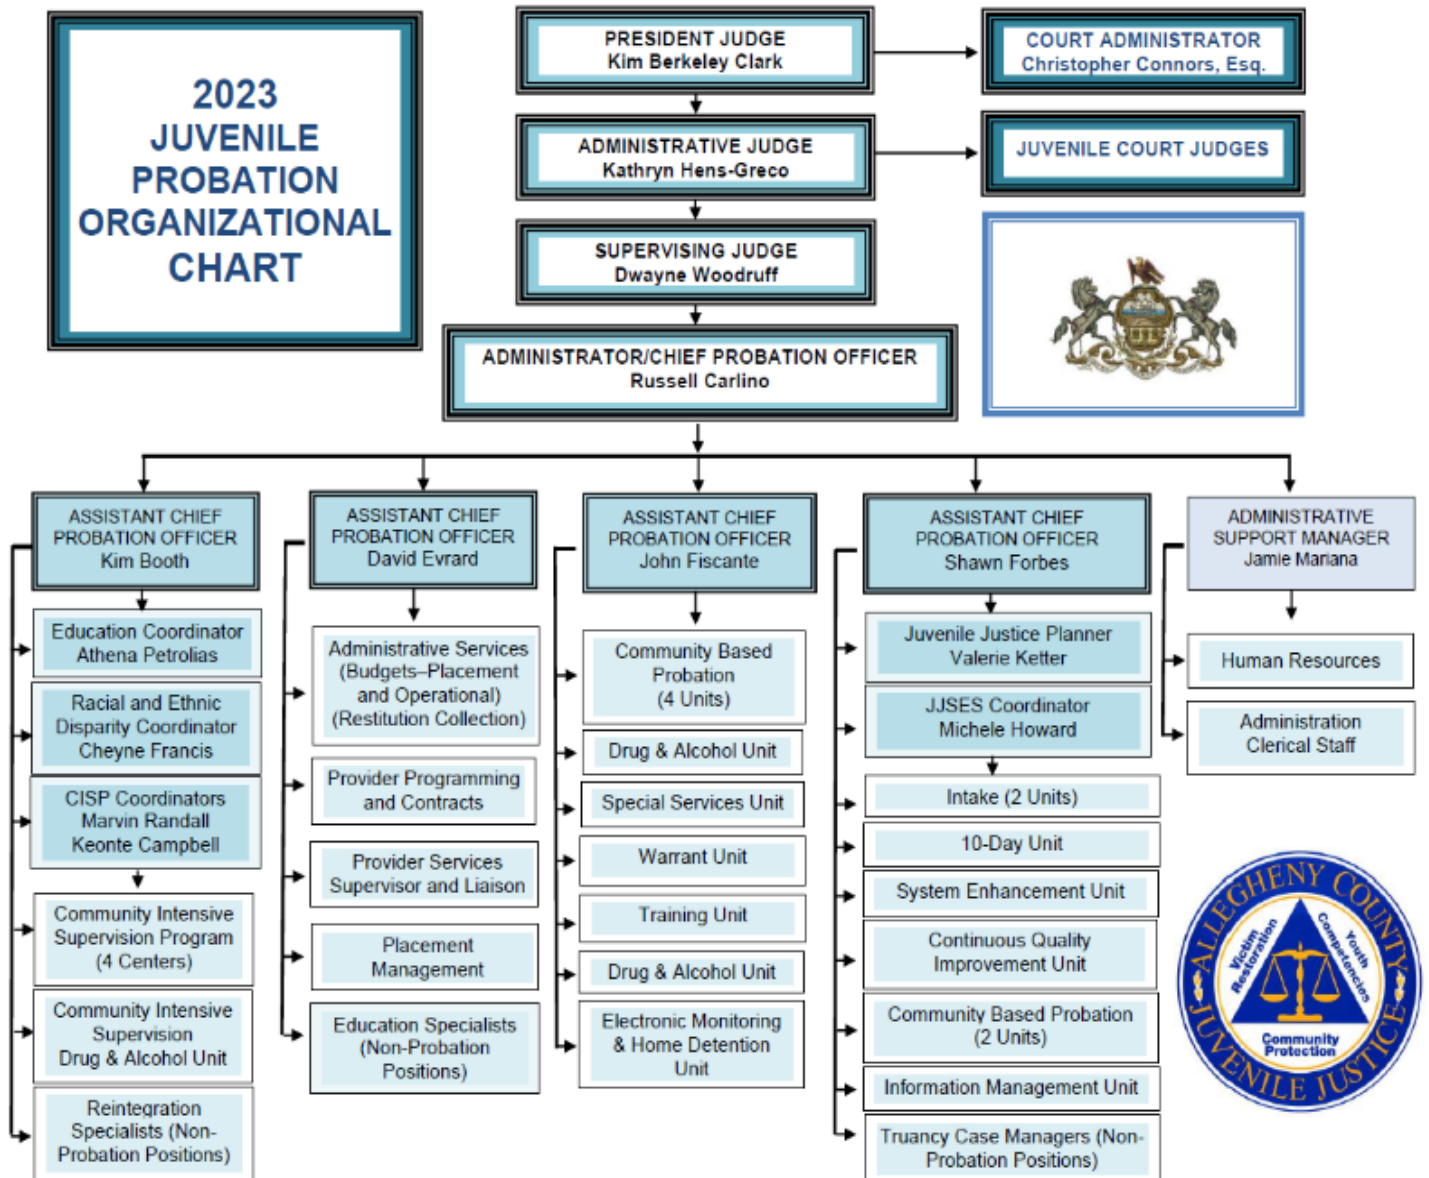 2023
JUVENILE
PROBATION
ORGANIZATIONAL
CHART
PRESIDENT JUDGE
Kim Berkeley Clark
COURT ADMINISTRATOR
Christopher Connors, Esq.
ADMINISTRATIVE JUDGE
Kathryn Hens-Greco
JUVENILE COURT JUDGES
SUPERVISING JUDGE
Dwayne Woodruff
ADMINISTRATOR/CHIEF PROBATION OFFICER
Russell Carlino
ASSISTANT CHIEF
PROBATION OFFICER
Kim Booth
Education Coordinator
Athena Petrolias
Racial and Ethnic
Disparity Coordinator
Cheyne Francis
CISP Coordinators
Marvin Randall
Keonte Campbell
Community Intensive
Supervision Program
(4 Centers)
Community Intensive
Supervision
Drug & Alcohol Unit
Reintegration
Specialists (Non-
Probation Positions)
ASSISTANT CHIEF
PROBATION OFFICER
David Evrard
Administrative Services
(Budgets–Placement
and Operational)
(Restitution Collection)
Provider Programming
and Contracts
Provider Services
Supervisor and Liaison
Placement
Management
Education Specialists
(Non-Probation
Positions)
ASSISTANT CHIEF
PROBATION OFFICER
John Fiscante
Community Based
Probation
(4 Units)
Drug & Alcohol Unit
Special Services Unit
Warrant Unit
Training Unit
Drug & Alcohol Unit
Electronic Monitoring
& Home Detention
Unit
ASSISTANT CHIEF
PROBATION OFFICER
Shawn Forbes
Juvenile Justice Planner
Valerie Ketter
JJSES Coordinator
Michele Howard
Intake (2 Units)
10-Day Unit
System Enhancement Unit
Continuous Quality
Improvement Unit
Community Based Probation
(2 Units)
Information Management Unit
Truancy Case Managers (Non-
Probation Positions)
ADMINISTRATIVE
SUPPORT MANAGER
Jamie Mariana
Human Resources
Administration
Clerical Staff
ALLEGHENY COUNTY
Victim
Restoration
Youth
Competencies
Community
Protection
JUVENILE JUSTICE